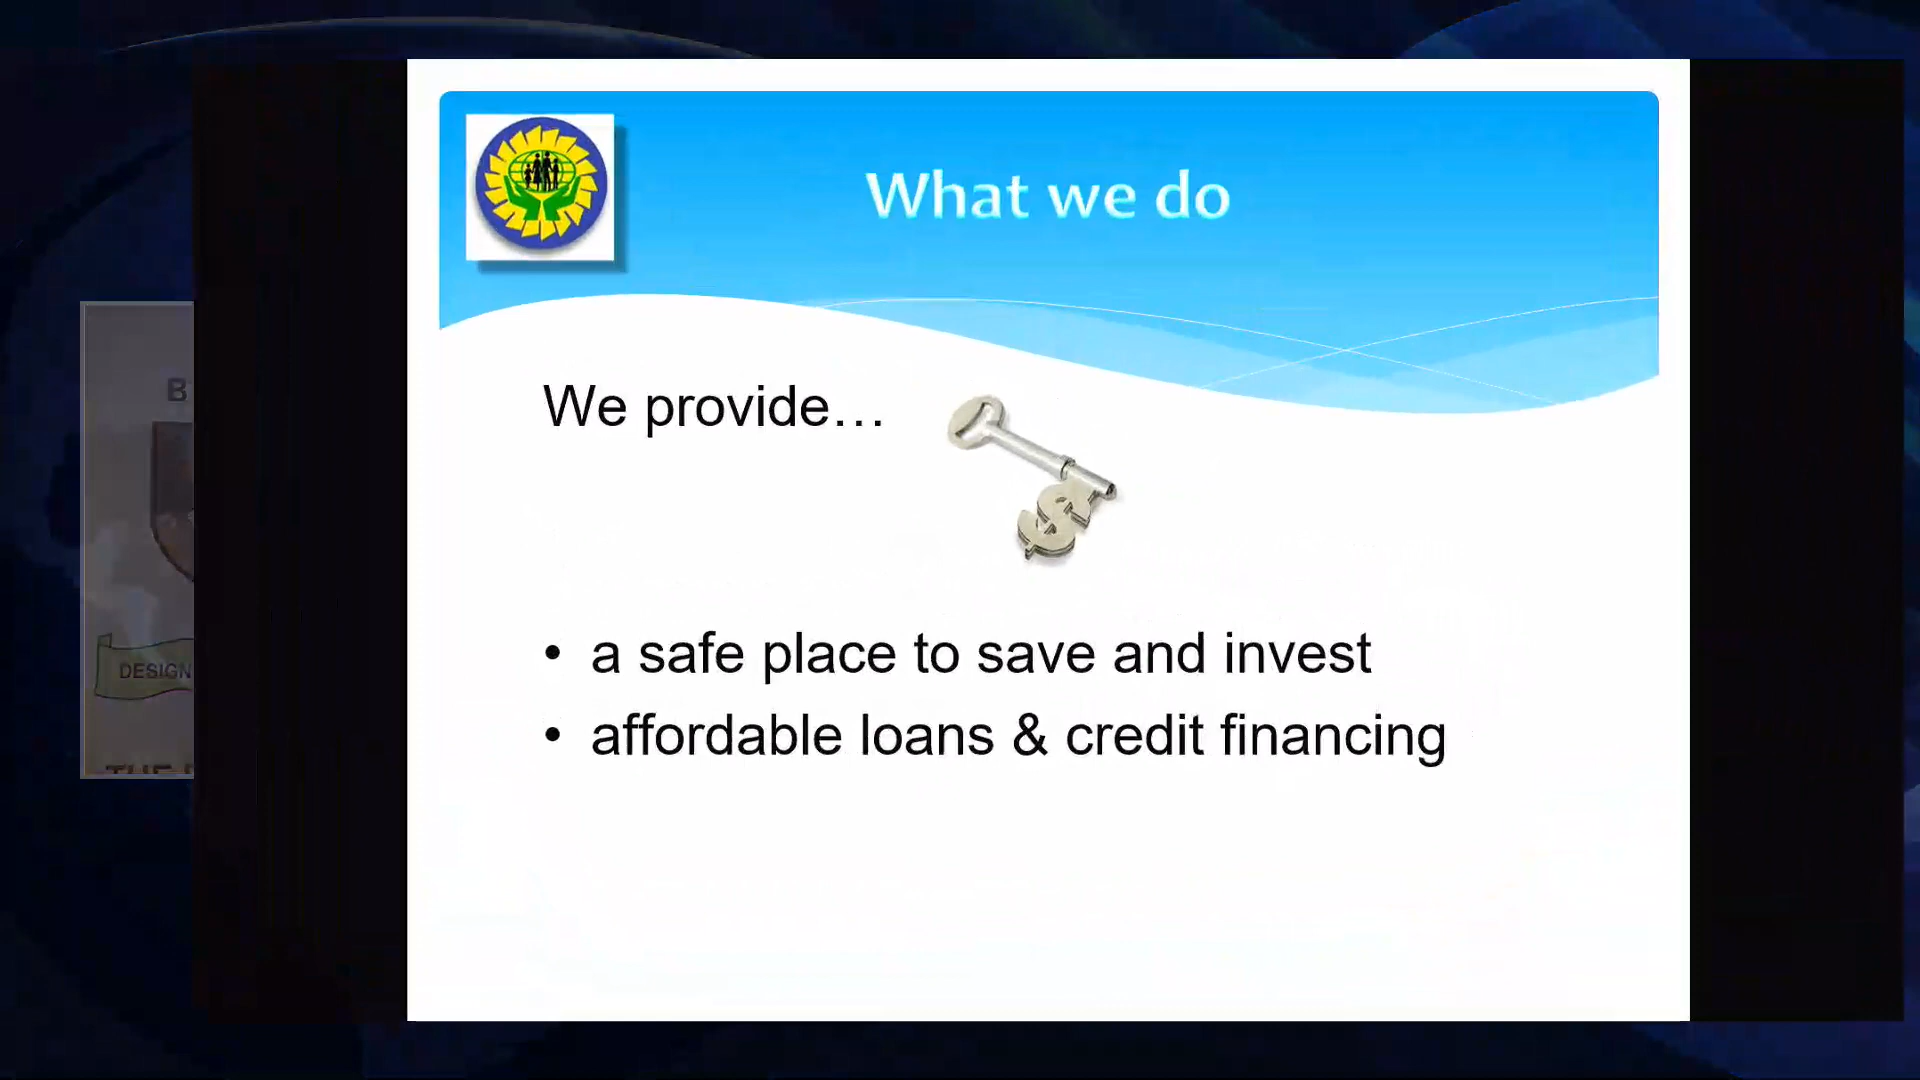 What we do
We provide…
• a safe place to save and invest
• affordable loans & credit financing
B
DESIGN